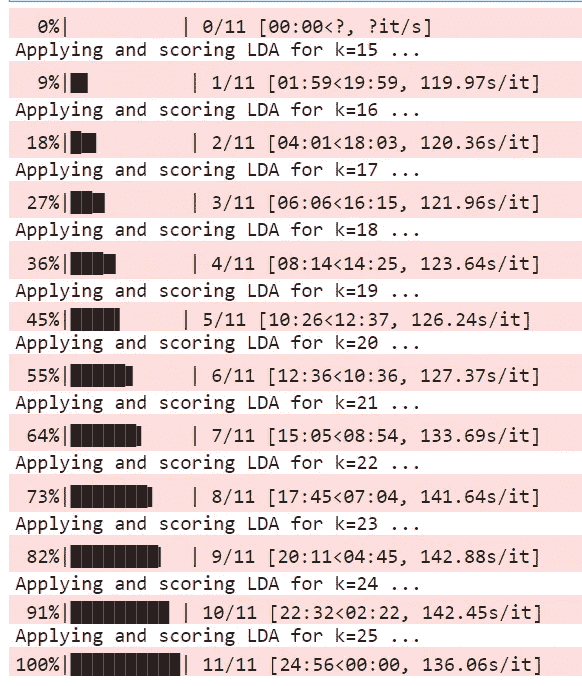 0%|          | 0/11 [00:00<?, ?it/s]
Applying and scoring LDA for k=15 ...
9%|█▌        | 1/11 [01:59<19:59, 119.97s/it]
Applying and scoring LDA for k=16 ...
18%|██▌       | 2/11 [04:01<18:03, 120.36s/it]
Applying and scoring LDA for k=17 ...
27%|███       | 3/11 [06:06<16:15, 121.96s/it]
Applying and scoring LDA for k=18 ...
36%|████      | 4/11 [08:14<14:25, 123.64s/it]
Applying and scoring LDA for k=19 ...
45%|████▌     | 5/11 [10:26<12:37, 126.24s/it]
Applying and scoring LDA for k=20 ...
55%|█████▌    | 6/11 [12:36<10:36, 127.37s/it]
Applying and scoring LDA for k=21 ...
64%|██████▌   | 7/11 [15:05<08:54, 133.69s/it]
Applying and scoring LDA for k=22 ...
73%|███████▌  | 8/11 [17:45<07:04, 141.64s/it]
Applying and scoring LDA for k=23 ...
82%|████████▏ | 9/11 [20:11<04:45, 142.88s/it]
Applying and scoring LDA for k=24 ...
91%|█████████ | 10/11 [22:32<02:22, 142.45s/it]
Applying and scoring LDA for k=25 ...
100%|██████████| 11/11 [24:56<00:00, 136.06s/it]